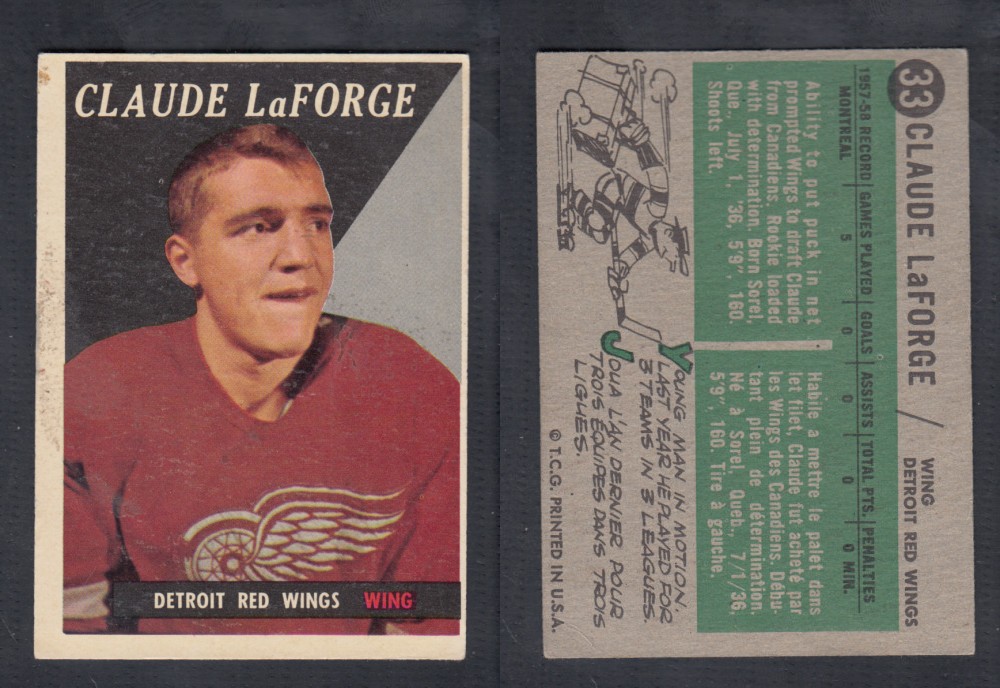 CLAUDE LaFORGE
DETROIT RED WINGS WING
33 CLAUDE LaFORGE / WING
DETROIT RED WINGS
1957-58 RECORD GAMES PLAYED GOALS ASSISTS TOTAL PTS. PENALTIES
MONTREAL 5 0 0 0 0 MIN.
Ability to put puck in net
prompted Wings to draft Claude
from Canadiens. Rookie loaded
with determination. Born Sorel,
Que., July 1, '36, 5'9", 160.
Shoots left.
Habile a mettre le palet dans
let filet, Claude fut acheté par
les Wings des Canadiens. Débu-
tant plein de détermination.
Né à Sorel, Queb., 7/1/36,
5'9", 160. Tire à gauche.
YOUNG MAN IN MOTION.
LAST YEAR HE PLAYED FOR
3 TEAMS IN 3 LEAGUES.
JOUA L'AN DERNIER POUR
TROIS EQUIPES DANS TROIS
LIGUES.
© T.C.G. PRINTED IN U.S.A.